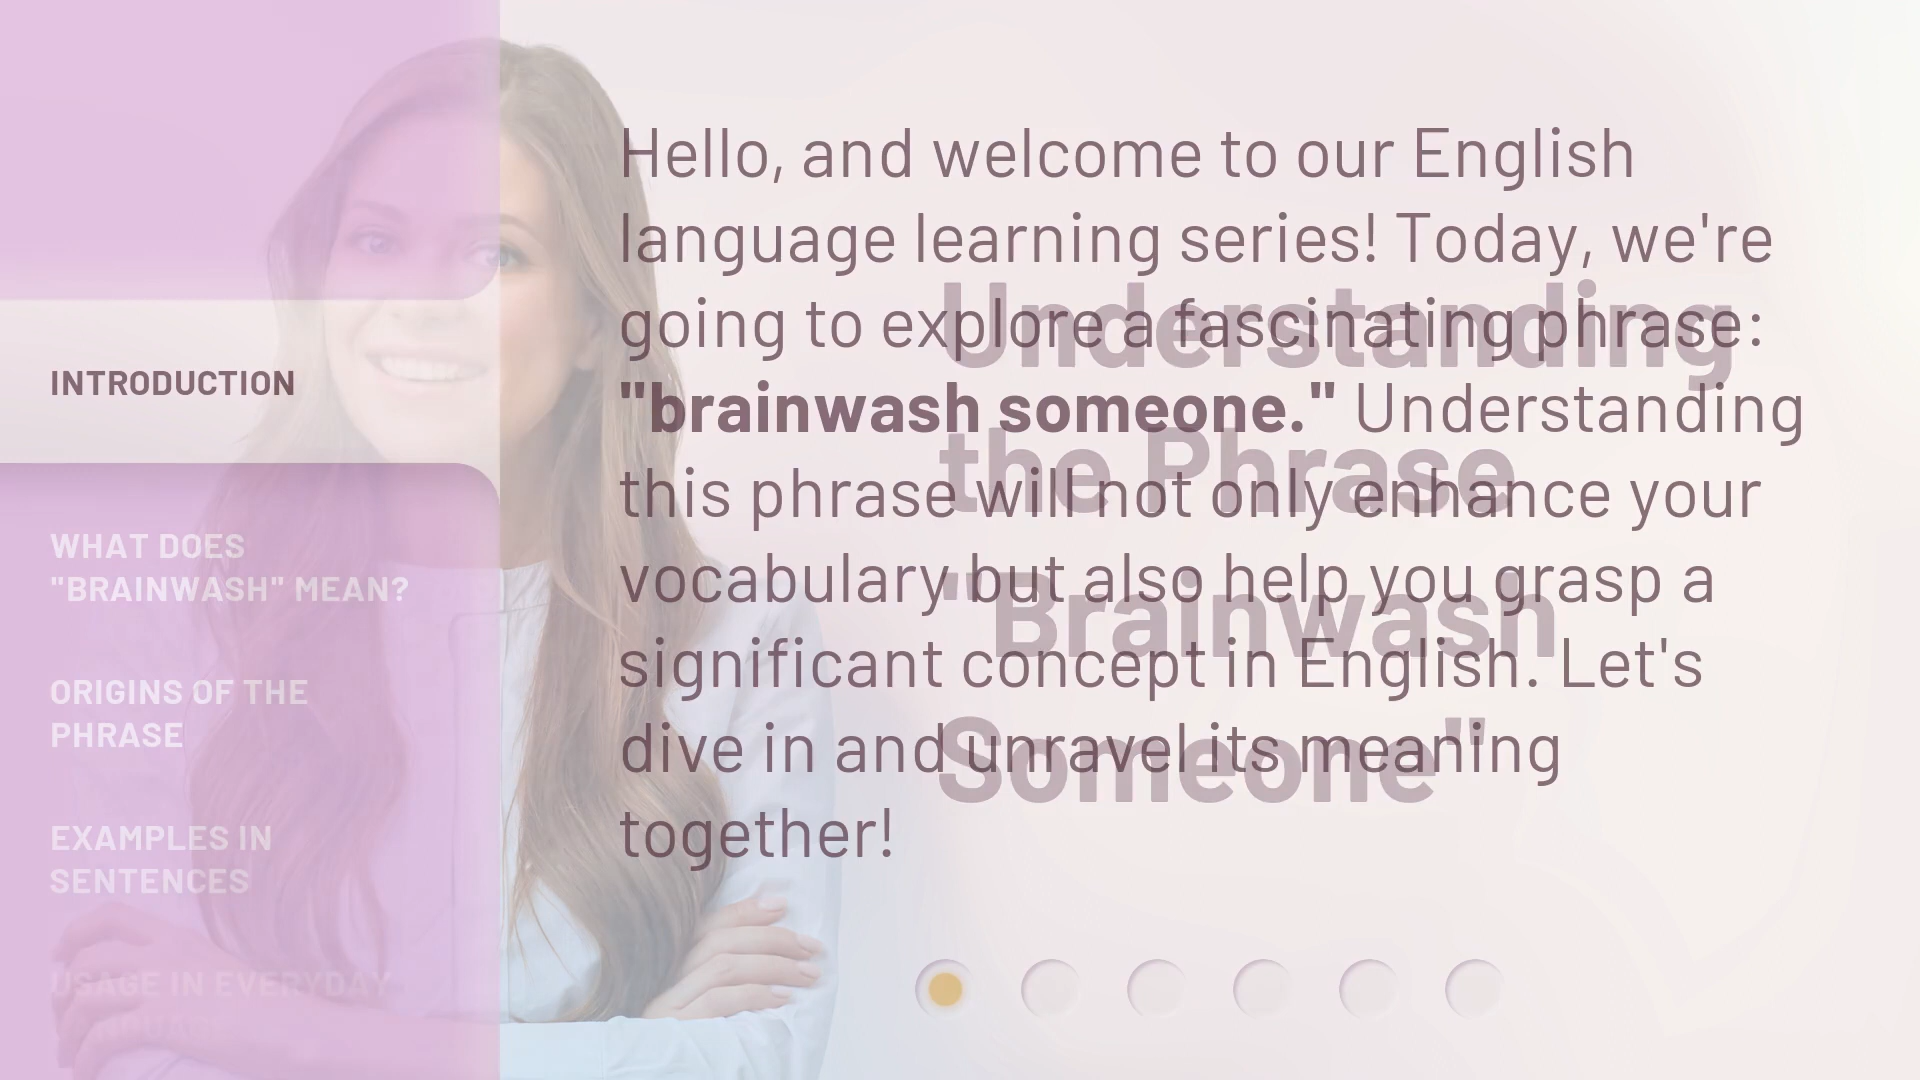 INTRODUCTION
WHAT DOES
"BRAINWASH" MEAN?
ORIGINS OF THE
PHRASE
EXAMPLES IN
SENTENCES
USAGE IN EVERYDAY
Hello, and welcome to our English
language learning series! Today, we're
going to explore a fascinating phrase:
"brainwash someone." Understanding
this phrase will not only enhance your
vocabulary but also help you grasp a
significant concept in English. Let's
dive in and unravel its meaning
together!
Understanding
the Phrase
"Brainwash
Someone"